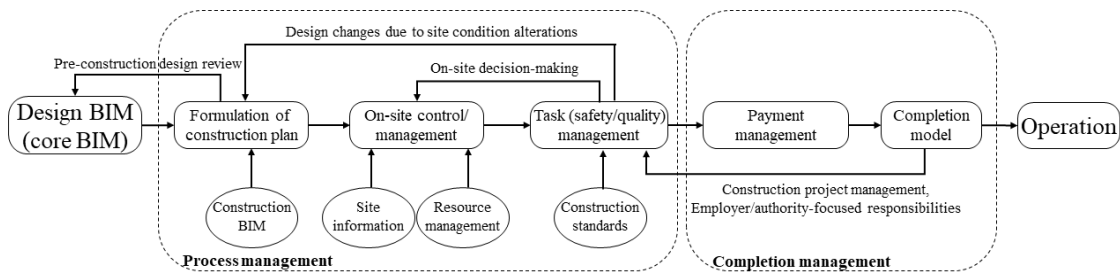 Design changes due to site condition alterations
Pre-construction design review
On-site decision-making
Design BIM
(core BIM)
Formulation of
construction plan
On-site control/
management
Task (safety/quality)
management
Payment
management
Completion
model
Operation
Construction project management,
Employer/authority-focused responsibilities
Construction
BIM
Site
information
Resource
management
Construction
standards
Process management
Completion management